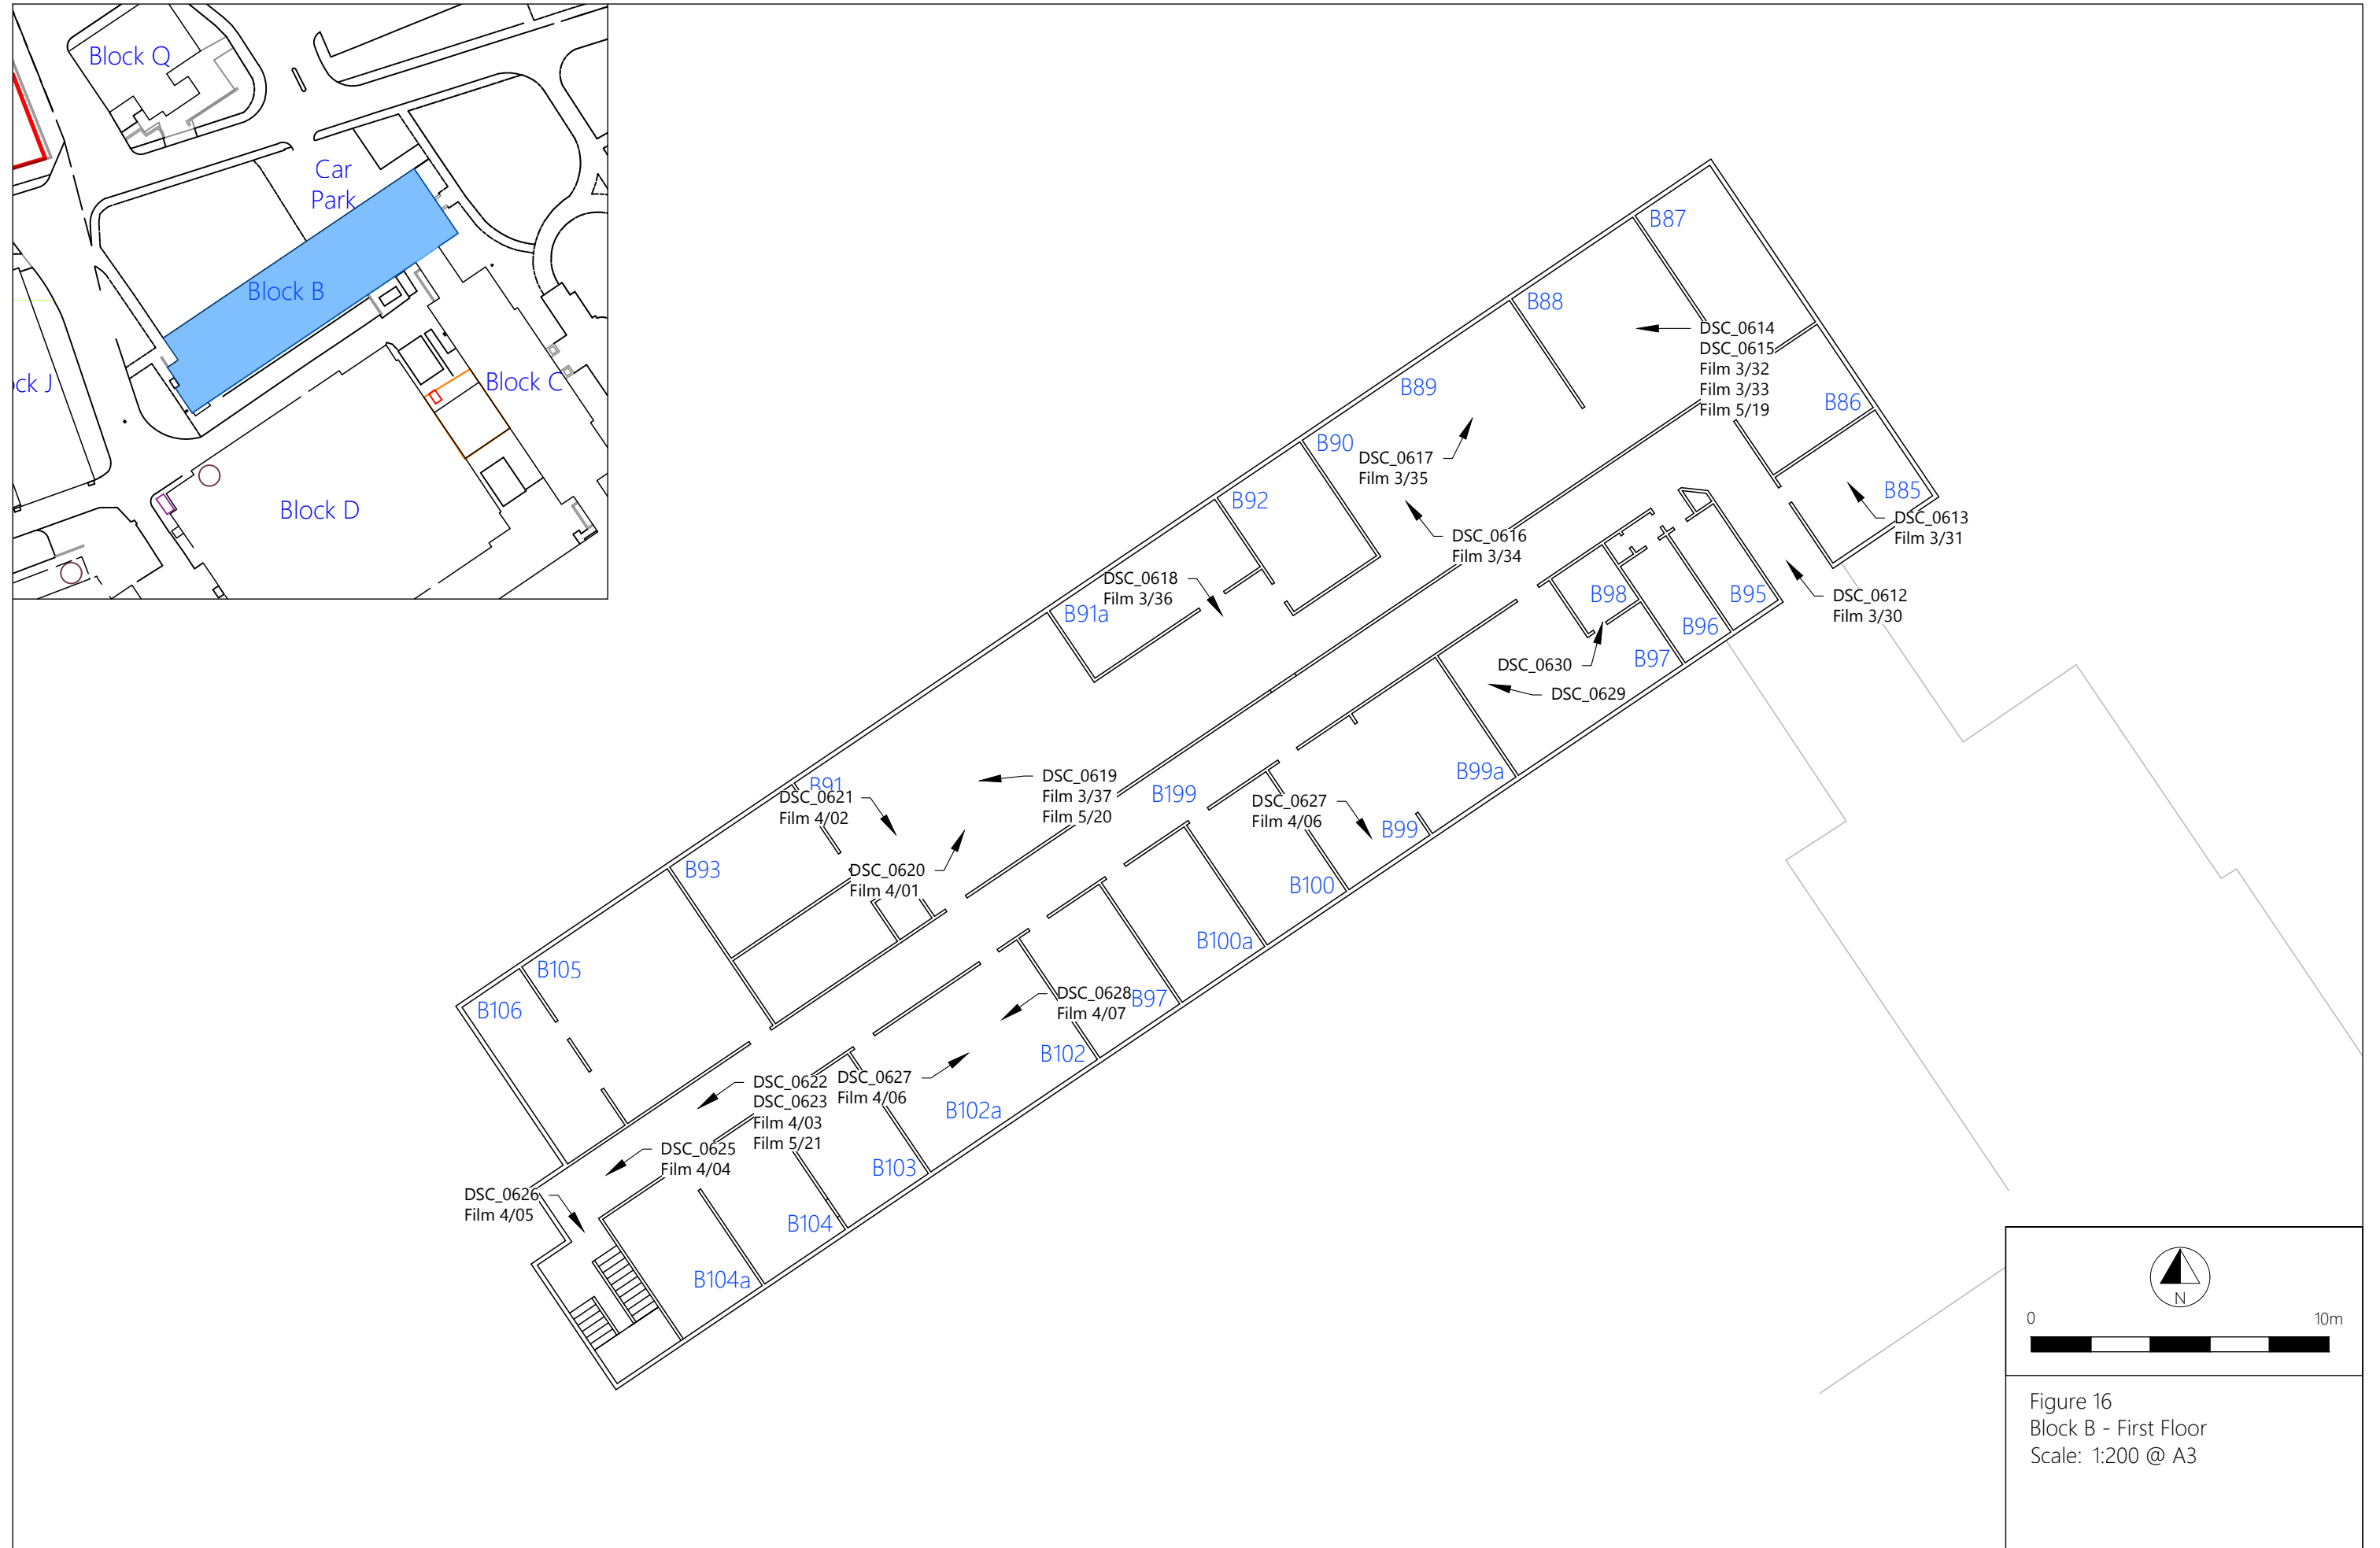 Block Q
Car
Park
Block B
ck J
Block C
Block D
B87
B88
DSC_0614
DSC_0615
Film 3/32
Film 3/33
Film 5/19
B89
B86
B90
DSC_0617
Film 3/35
B92
B85
DSC_0613
Film 3/31
DSC_0616
Film 3/34
DSC_0618
Film 3/36
B91a
B98
B95
DSC_0612
Film 3/30
B96
B97
DSC_0630
DSC_0629
B91
DSC_0621
Film 4/02
DSC_0619
Film 3/37
Film 5/20
B199
B99a
DSC_0627
Film 4/06
B99
B93
DSC_0620
Film 4/01
B100
B100a
B105
B106
DSC_0628
Film 4/07
B97
B102
DSC_0622
DSC_0623
Film 4/03
Film 5/21
DSC_0627
Film 4/06
B102a
DSC_0625
Film 4/04
B103
DSC_0626
Film 4/05
B104
B104a
N
0
10m
Figure 16
Block B - First Floor
Scale: 1:200 @ A3